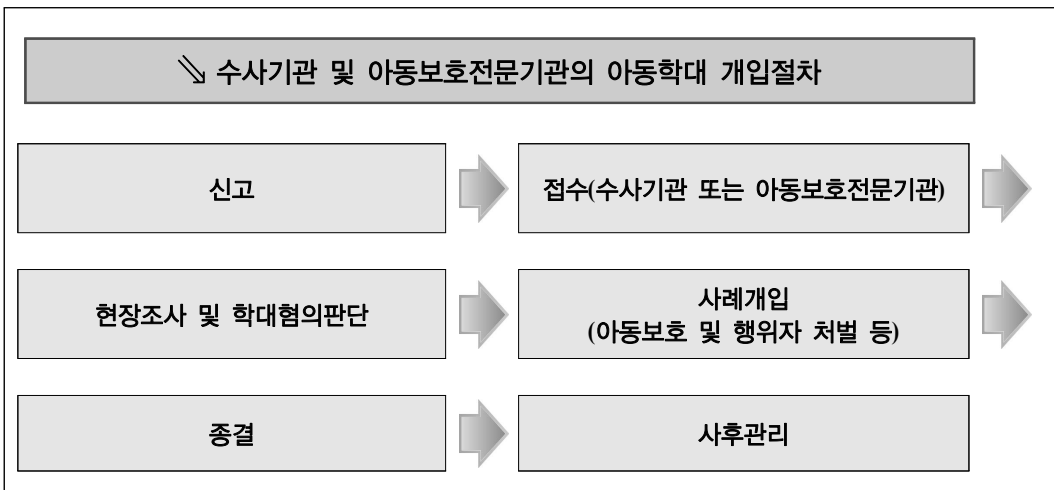 ↘ 수사기관 및 아동보호전문기관의 아동학대 개입절차
신고
접수(수사기관 또는 아동보호전문기관)
현장조사 및 학대혐의판단
사례개입
(아동보호 및 행위자 처벌 등)
종결
사후관리